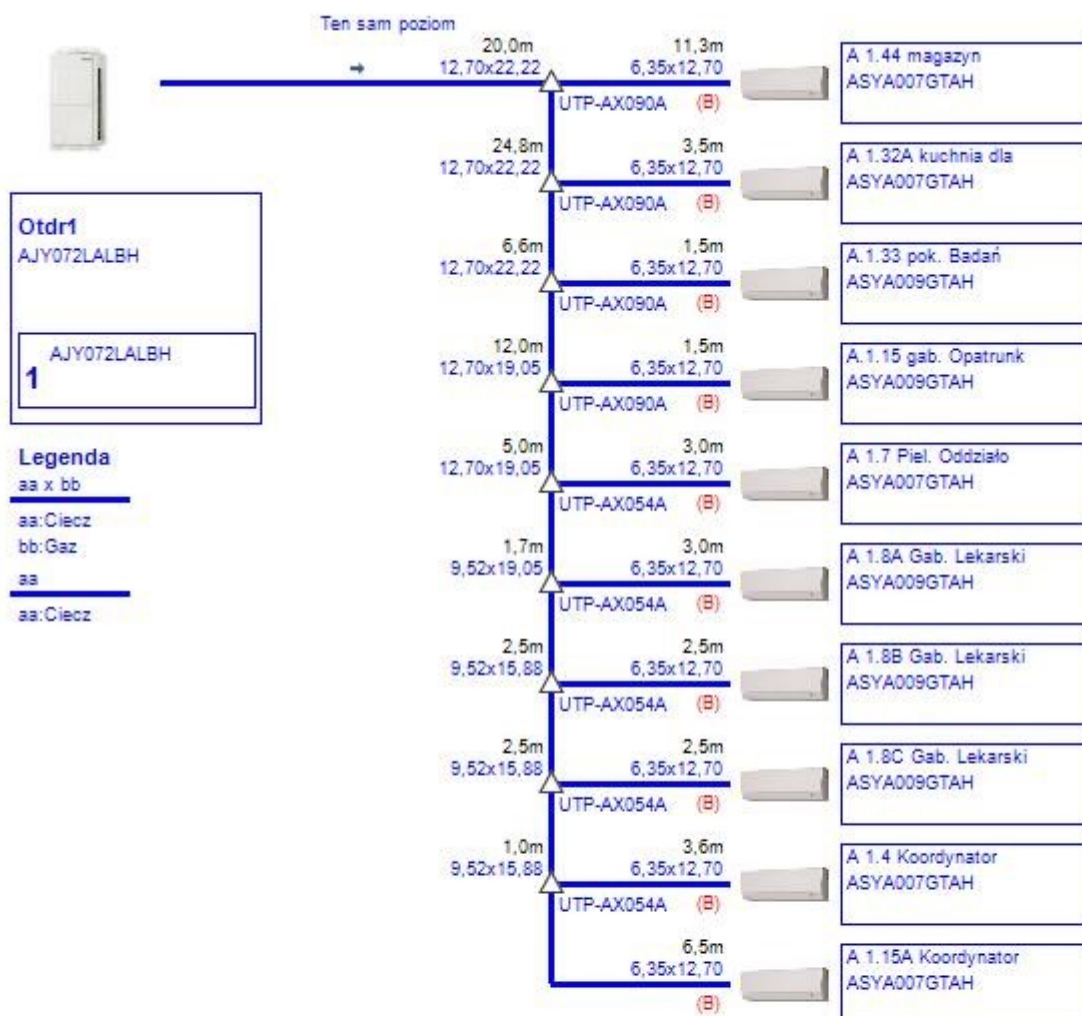 Ten sam poziom
20,0m 11,3m
12,70x22,22 6,35x12,70
UTP-AX090A (B)
A 1.44 magazyn
ASYA007GTAH
24,8m 3,5m
12,70x22,22 6,35x12,70
UTP-AX090A (B)
A 1.32A kuchnia dla
ASYA007GTAH
Otdr1
AJY072LALBH
AJY072LALBH
1
6,6m 1,5m
12,70x22,22 6,35x12,70
UTP-AX090A (B)
A.1.33 pok. Badań
ASYA009GTAH
12,0m 1,5m
12,70x19,05 6,35x12,70
UTP-AX090A (B)
A.1.15 gab. Opatrunk
ASYA009GTAH
Legenda
aa x bb
aa:Ciecz
bb:Gaz
aa
aa:Ciecz
5,0m 3,0m
12,70x19,05 6,35x12,70
UTP-AX054A (B)
A 1.7 Piel. Oddziało
ASYA007GTAH
1,7m 3,0m
9,52x19,05 6,35x12,70
UTP-AX054A (B)
A 1.8A Gab. Lekarski
ASYA009GTAH
2,5m 2,5m
9,52x15,88 6,35x12,70
UTP-AX054A (B)
A 1.8B Gab. Lekarski
ASYA009GTAH
2,5m 2,5m
9,52x15,88 6,35x12,70
UTP-AX054A (B)
A 1.8C Gab. Lekarski
ASYA009GTAH
1,0m 3,6m
9,52x15,88 6,35x12,70
UTP-AX054A (B)
A 1.4 Koordynator
ASYA007GTAH
6,5m
6,35x12,70
(B)
A 1.15A Koordynator
ASYA007GTAH